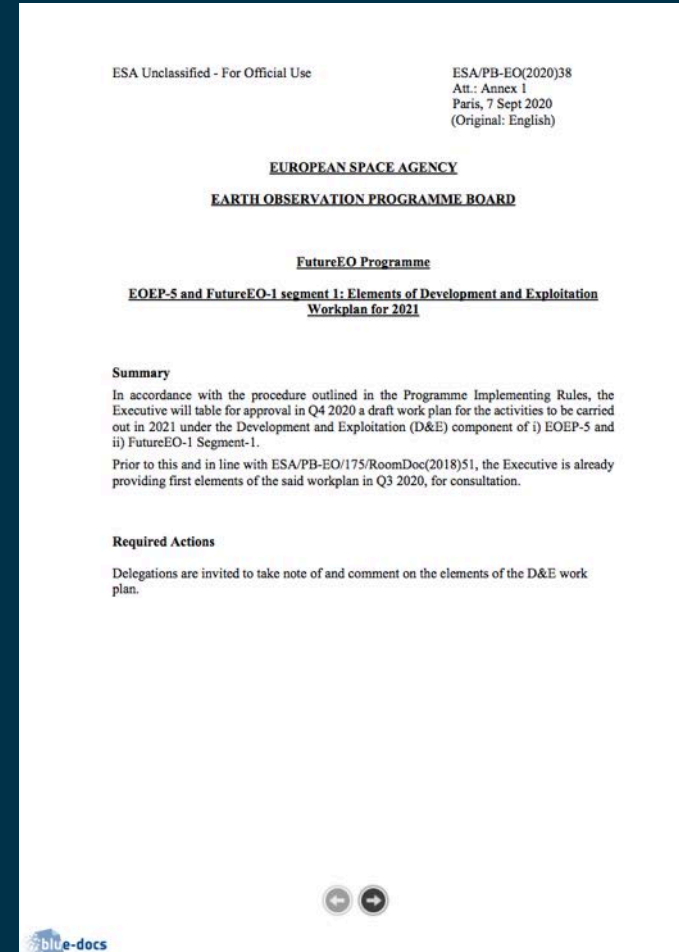 ESA Unclassified - For Official Use
ESA/PB-EO(2020)38
Att.: Annex 1
Paris, 7 Sept 2020
(Original: English)
EUROPEAN SPACE AGENCY
EARTH OBSERVATION PROGRAMME BOARD
FutureEO Programme
EOEP-5 and FutureEO-1 segment 1: Elements of Development and Exploitation
Workplan for 2021
Summary
In accordance with the procedure outlined in the Programme Implementing Rules, the
Executive will table for approval in Q4 2020 a draft work plan for the activities to be carried
out in 2021 under the Development and Exploitation (D&E) component of i) EOEP-5 and
ii) FutureEO-1 Segment-1.
Prior to this and in line with ESA/PB-EO/175/RoomDoc(2018)51, the Executive is already
providing first elements of the said workplan in Q3 2020, for consultation.
Required Actions
Delegations are invited to take note of and comment on the elements of the D&E work
plan.
blue-docs